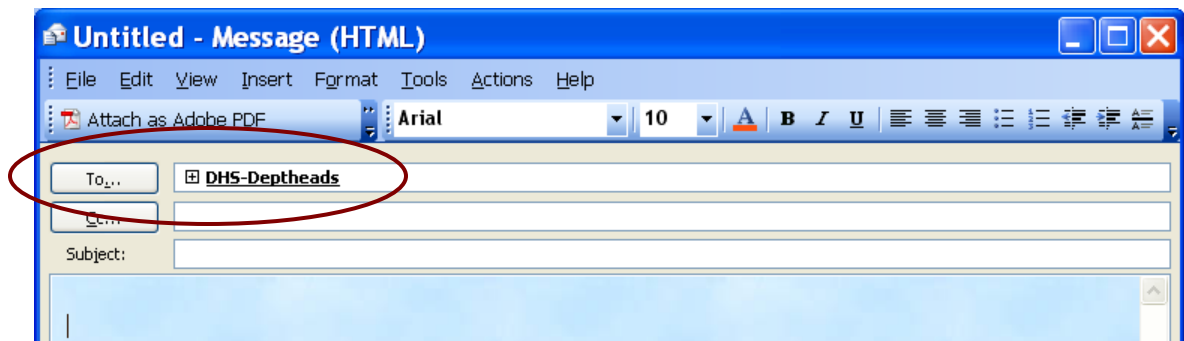 Untitled - Message (HTML)
File Edit View Insert Format Tools Actions Help
Attach as Adobe PDF Arial 10 A B I U
To... DHS-Deptheads
Cc...
Subject: